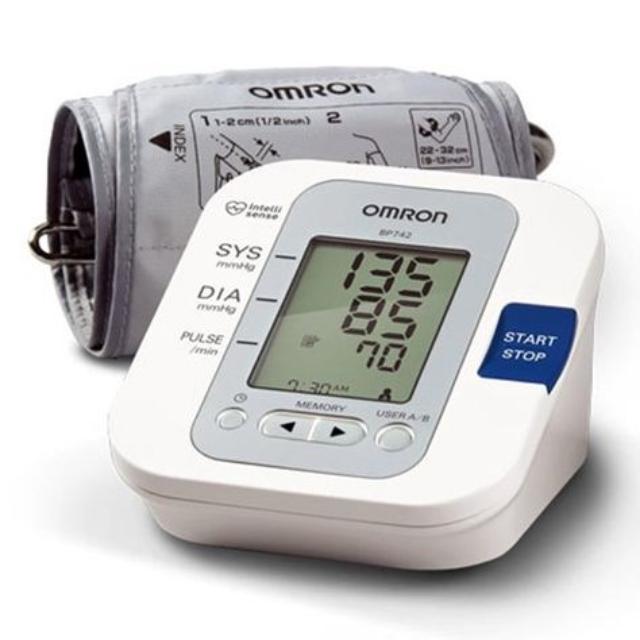 OMRON
1 1-2cm(1/2inch) 2
INDEX
22-32cm
(9-13inch)
Intelli
sense
OMRON
BP742
SYS
mmHg
135
DIA
mmHg
85
PULSE
/min
70
7:30AM
START
STOP
MEMORY
USER A/B